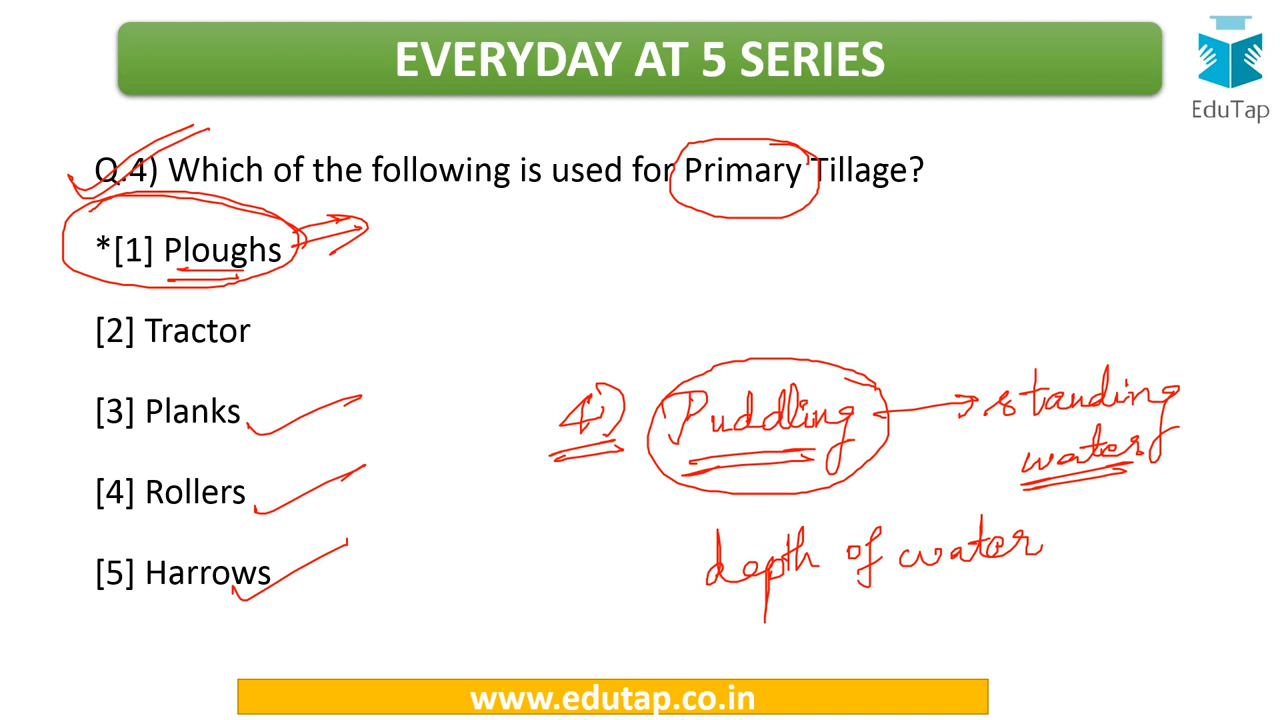 EVERYDAY AT 5 SERIES
EduTap
Q.4) Which of the following is used for Primary Tillage?
*[1] Ploughs
[2] Tractor
[3] Planks
[4] Rollers
[5] Harrows
4) Puddling → standing
water
depth of water
www.edutap.co.in